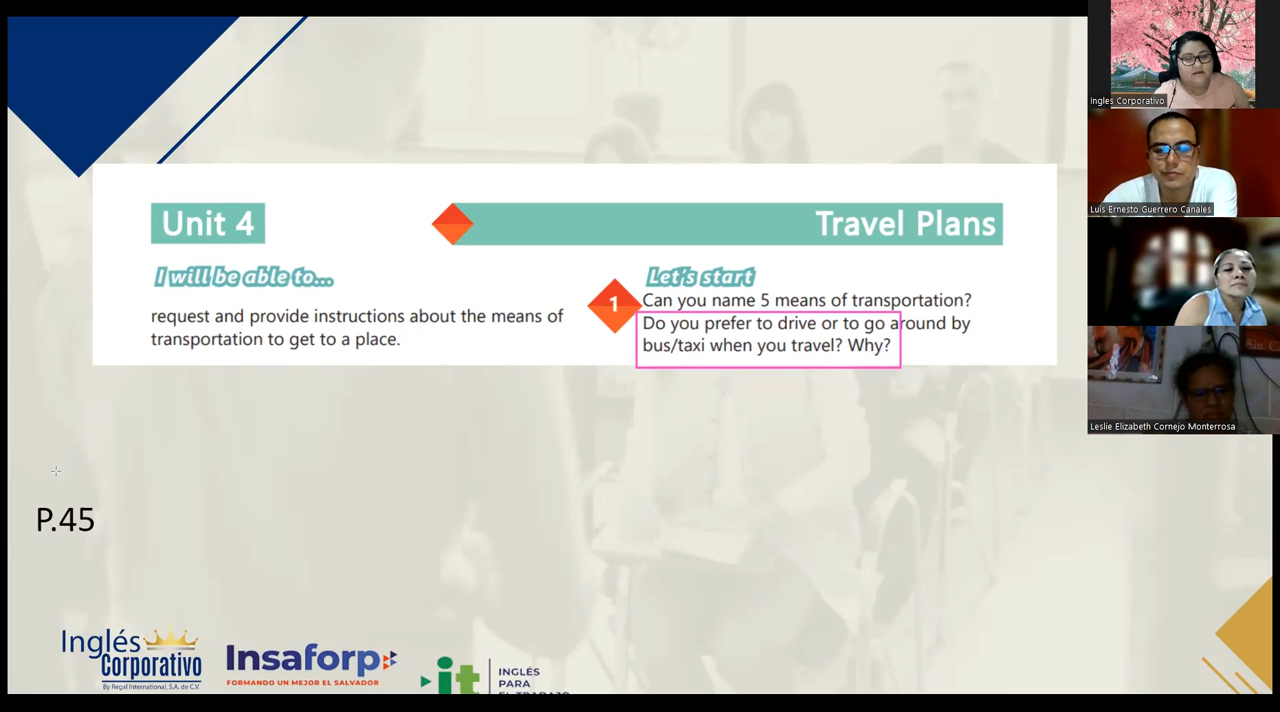 Unit 4
Travel Plans
I will be able to...
request and provide instructions about the means of
transportation to get to a place.
Let's start
1
Can you name 5 means of transportation?
Do you prefer to drive or to go around by
bus/taxi when you travel? Why?
P.45
Inglés
Corporativo
By Regal International, S.A. de C.V.
Insaforp
FORMANDO UN MEJOR EL SALVADOR
it
INGLÉS
PARA
EL TRABAJO
Ingles Corporativo
Luis Ernesto Guerrero Canales
Leslie Elizabeth Cornejo Monterrosa